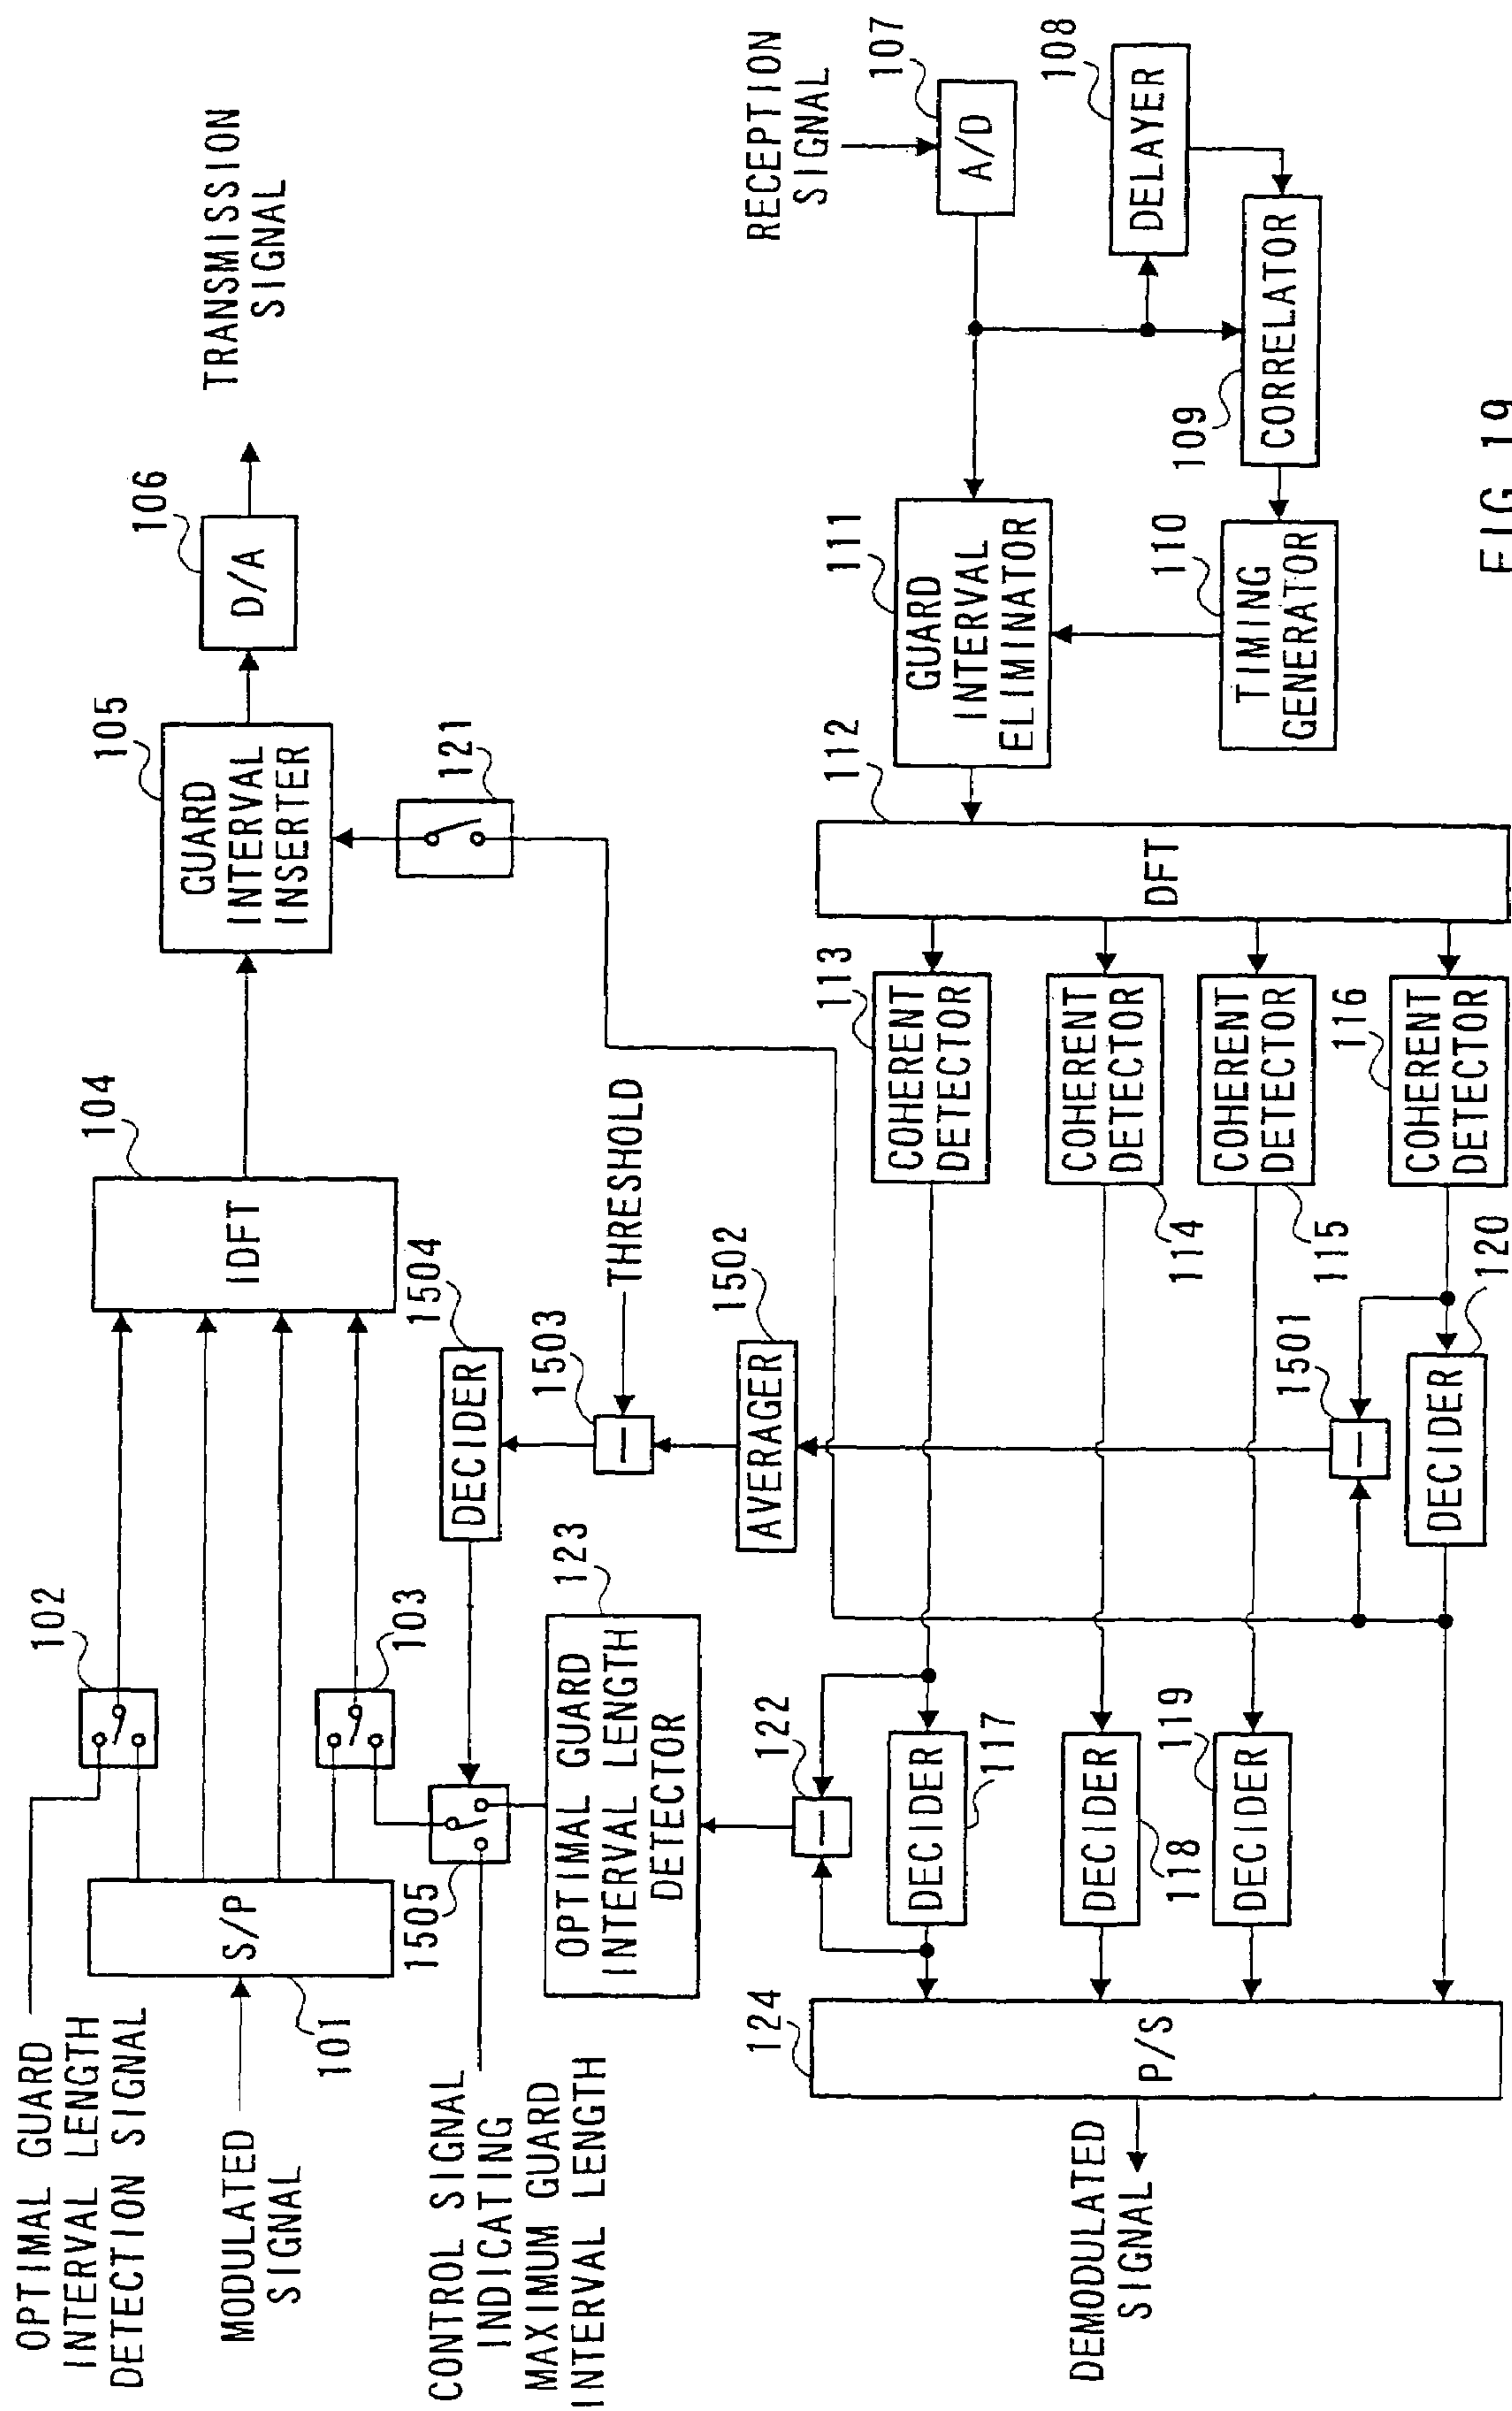 OPTIMAL GUARD
INTERVAL LENGTH
DETECTION SIGNAL
MODULATED
SIGNAL
101
S/P
102
103
104
IDFT
105
GUARD
INTERVAL
INSERTER
106
D/A
TRANSMISSION
SIGNAL
121
CONTROL SIGNAL
INDICATING
MAXIMUM GUARD
INTERVAL LENGTH
1505
123
OPTIMAL GUARD
INTERVAL LENGTH
DETECTOR
1504
DECIDER
1503
THRESHOLD
1502
AVERAGER
RECEPTION
SIGNAL
107
A/D
108
DELAYER
109
CORRELATOR
110
TIMING
GENERATOR
111
GUARD
INTERVAL
ELIMINATOR
112
DFT
113
COHERENT
DETECTOR
COHERENT
DETECTOR
114
COHERENT
DETECTOR
115
116
COHERENT
DETECTOR
122
DECIDER
117
DECIDER
118
119
DECIDER
1501
120
DECIDER
124
P/S
DEMODULATED
SIGNAL
FIG.19